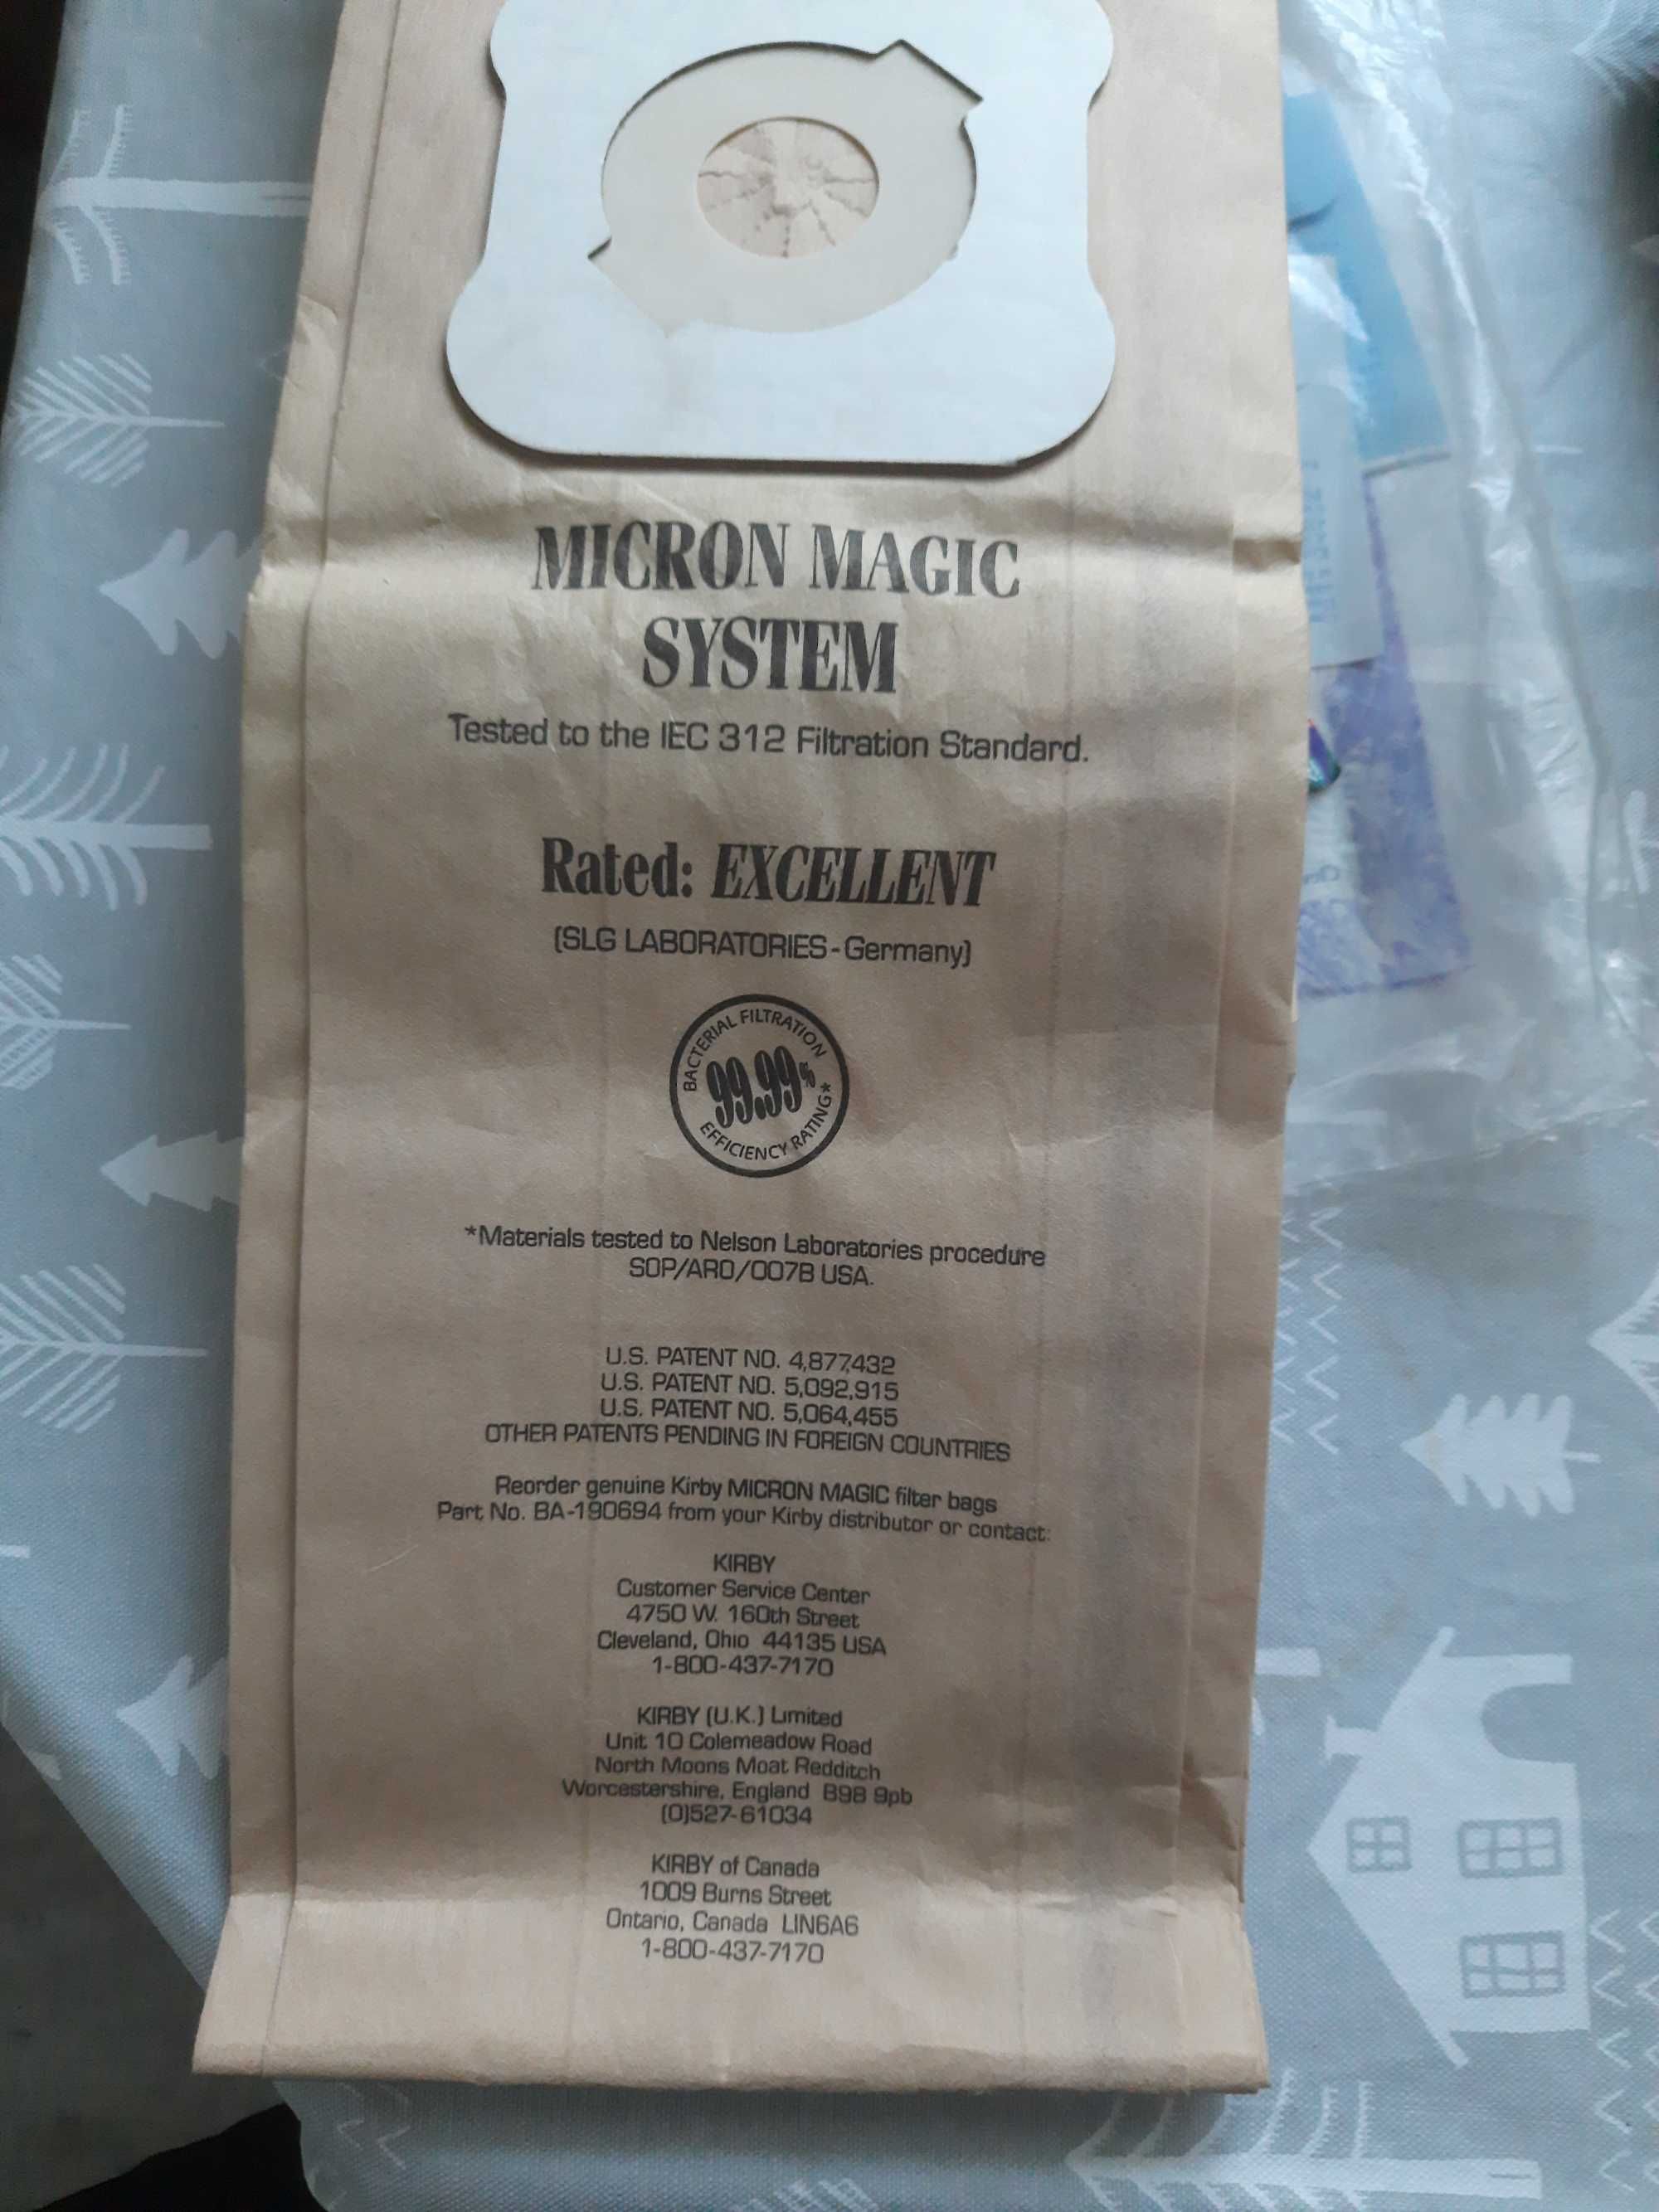 MICRON MAGIC
SYSTEM
Tested to the IEC 312 Filtration Standard.
Rated: EXCELLENT
(SLG LABORATORIES-Germany)
BACTERIAL FILTRATION
99.99%
EFFICIENCY RATING*
*Materials tested to Nelson Laboratories procedure
SOP/ARO/007B USA.
U.S. PATENT NO. 4,877,432
U.S. PATENT NO. 5,092,915
U.S. PATENT NO. 5,064,455
OTHER PATENTS PENDING IN FOREIGN COUNTRIES
Reorder genuine Kirby MICRON MAGIC filter bags
Part No. BA-190694 from your Kirby distributor or contact:
KIRBY
Customer Service Center
4750 W. 160th Street
Cleveland, Ohio 44135 USA
1-800-437-7170
KIRBY (U.K.) Limited
Unit 10 Colemeadow Road
North Moons Moat Redditch
Worcestershire, England B98 9pb
(0)527-61034
KIRBY of Canada
1009 Burns Street
Ontario, Canada LIN6A6
1-800-437-7170